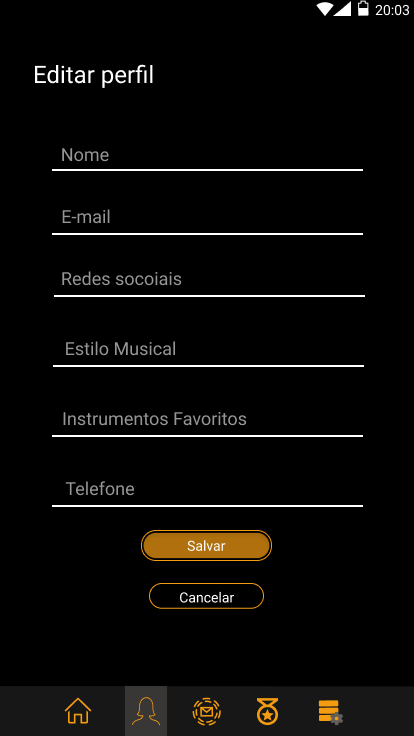 20:03
Editar perfil
Nome
E-mail
Redes socoiais
Estilo Musical
Instrumentos Favoritos
Telefone
Salvar
Cancelar